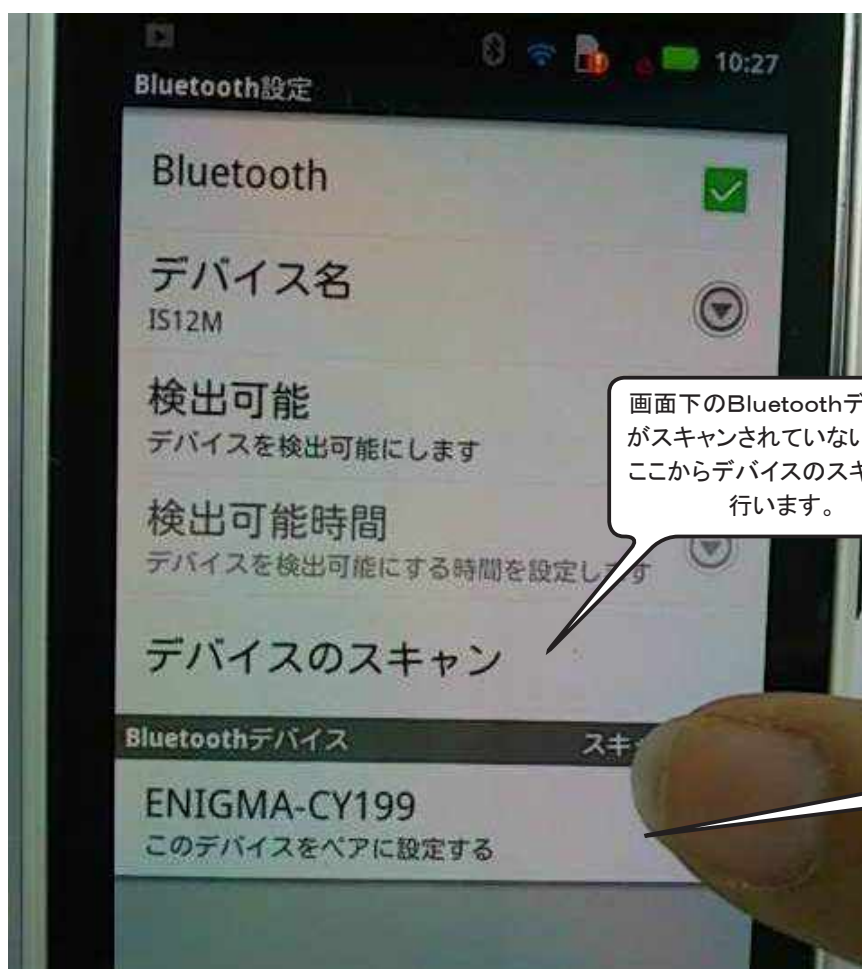 10:27
Bluetooth設定
Bluetooth
デバイス名
IS12M
検出可能
デバイスを検出可能にします
画面下のBluetoothデ
がスキャンされていない
ここからデバイスのスキ
行います。
検出可能時間
デバイスを検出可能にする時間を設定します
デバイスのスキャン
Bluetoothデバイス スキ
ENIGMA-CY199
このデバイスをペアに設定する